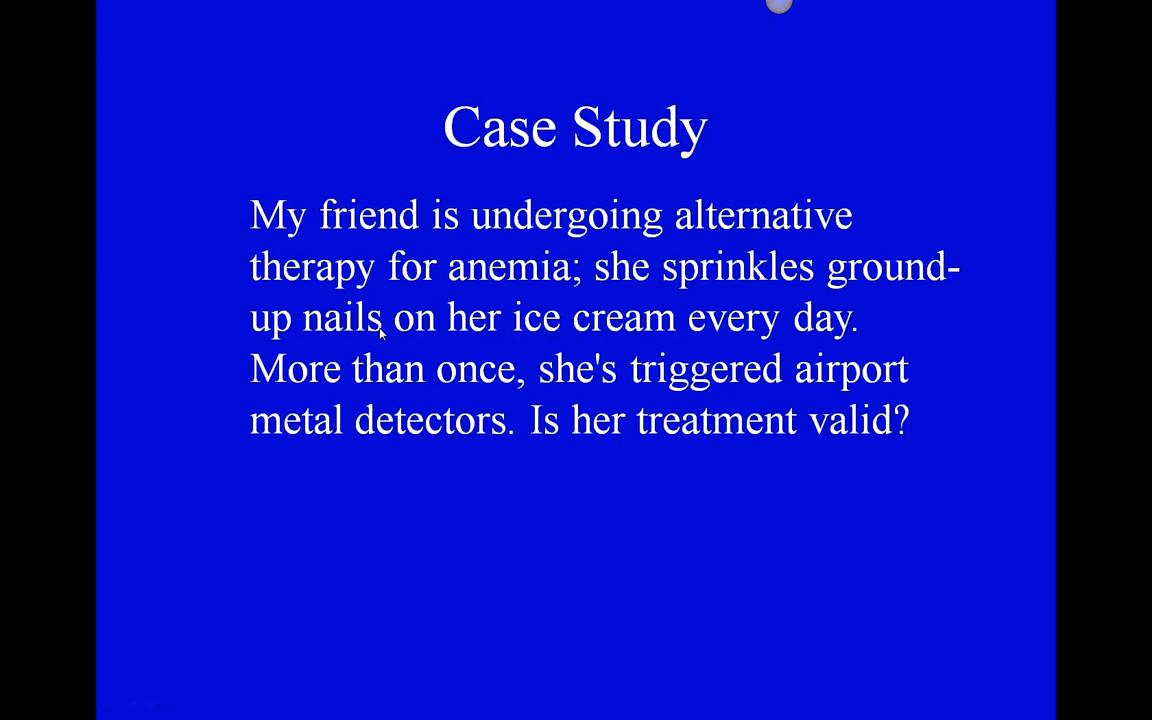 Case Study
My friend is undergoing alternative
therapy for anemia; she sprinkles ground-
up nails on her ice cream every day.
More than once, she's triggered airport
metal detectors. Is her treatment valid?